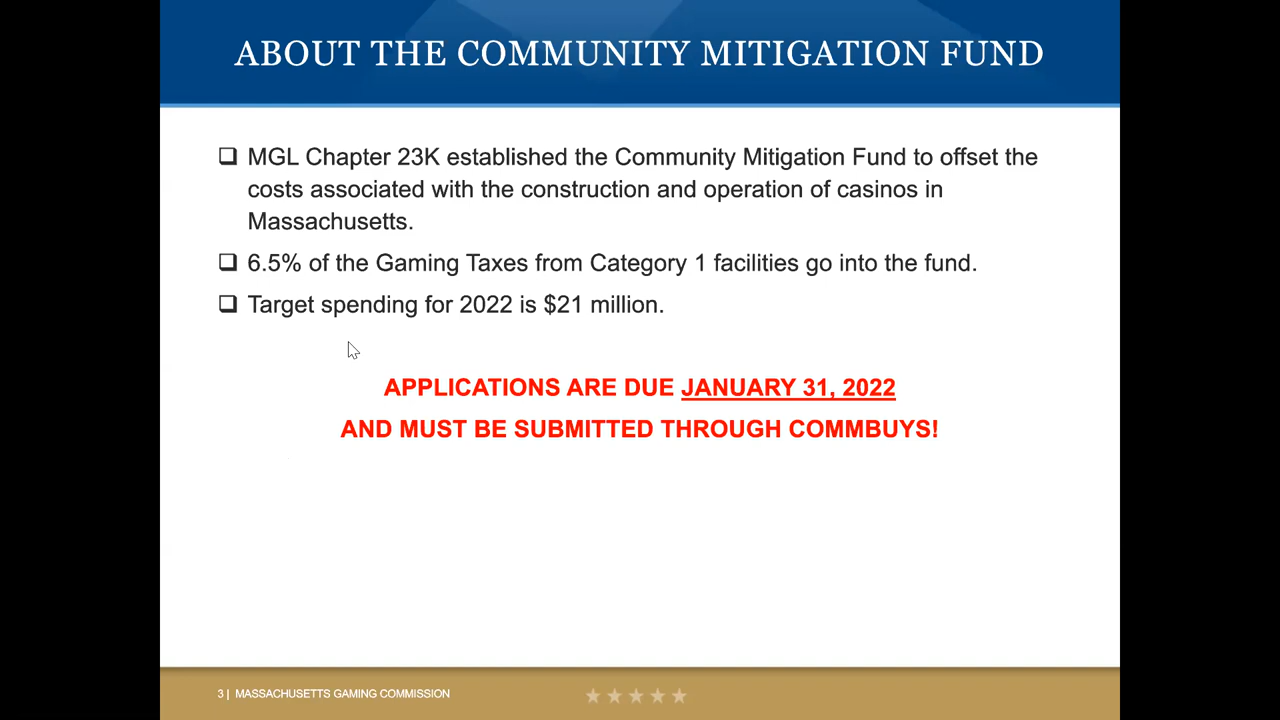 ABOUT THE COMMUNITY MITIGATION FUND
MGL Chapter 23K established the Community Mitigation Fund to offset the
costs associated with the construction and operation of casinos in
Massachusetts.
6.5% of the Gaming Taxes from Category 1 facilities go into the fund.
Target spending for 2022 is $21 million.
APPLICATIONS ARE DUE JANUARY 31, 2022
AND MUST BE SUBMITTED THROUGH COMMBUYS!
3 | MASSACHUSETTS GAMING COMMISSION